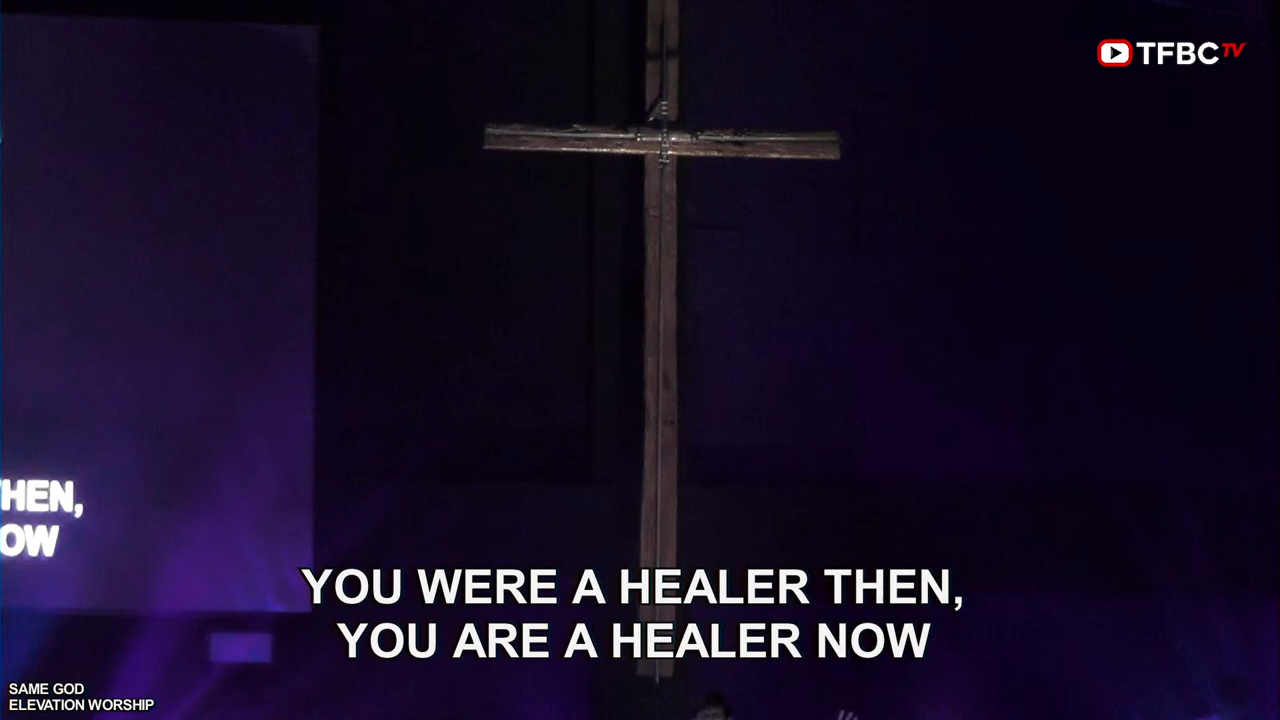 TFBC TV
HEN,
OW
YOU WERE A HEALER THEN,
YOU ARE A HEALER NOW
SAME GOD
ELEVATION WORSHIP